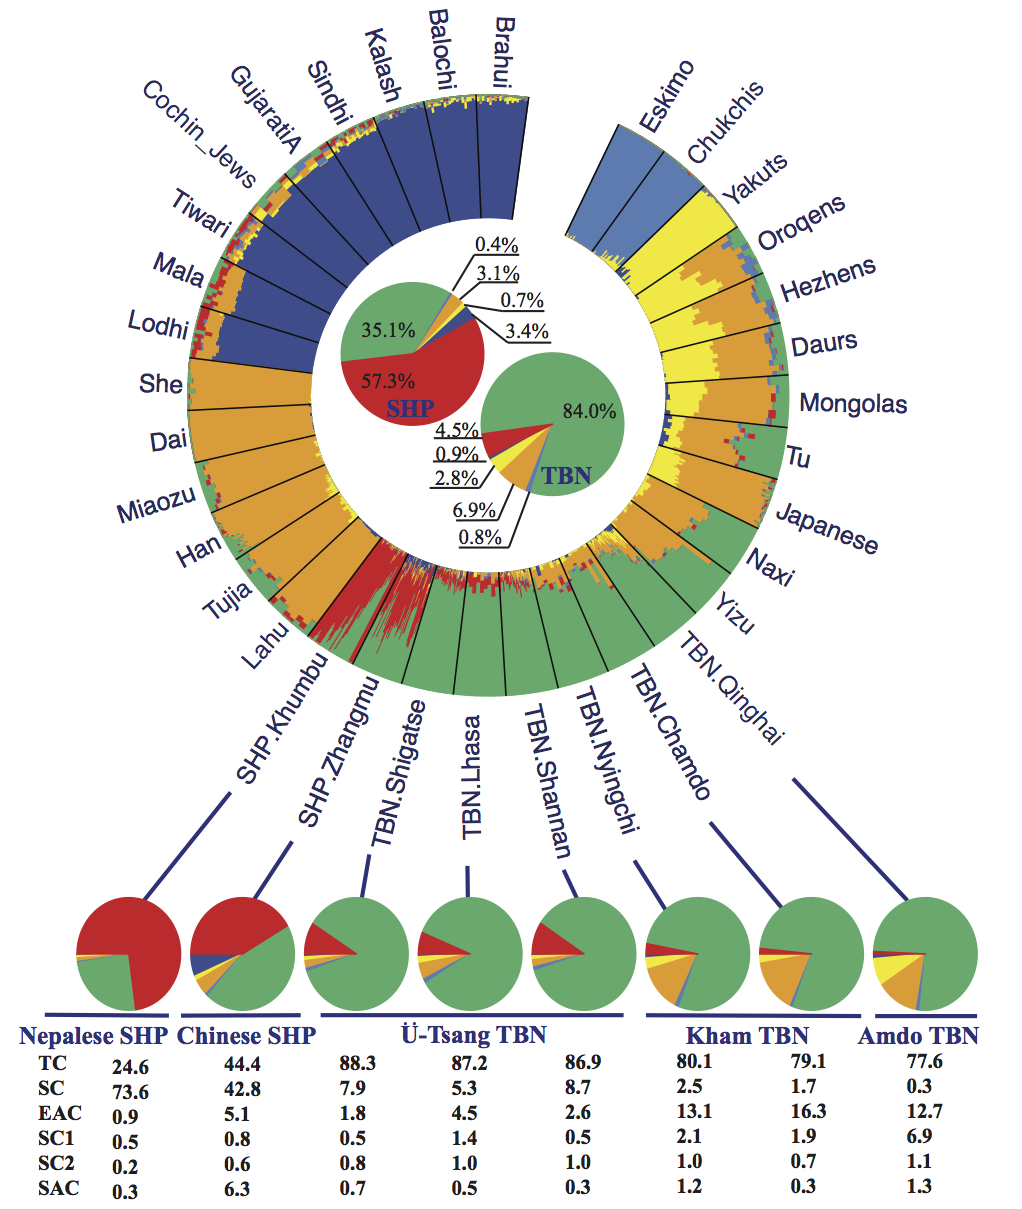 Brahui
Balochi
Kalash
Sindhi
GujaratiA
Cochin_Jews
Tiwari
Mala
Lodhi
She
Dai
Miaozu
Han
Tujia
Lahu
SHP.Khumbu
SHP.Zhangmu
TBN.Shigatse
TBN.Lhasa
TBN.Shannan
TBN.Nyingchi
TBN.Chamdo
TBN.Qinghai
Yizu
Naxi
Japanese
Tu
Mongolas
Daurs
Hezhens
Oroqens
Yakuts
Chukchis
Eskimo
0.4%
3.1%
0.7%
3.4%
35.1%
57.3%
SHP
84.0%
4.5%
0.9%
2.8%
6.9%
0.8%
TBN
Nepalese SHP Chinese SHP Ü-Tsang TBN Kham TBN Amdo TBN
TC 24.6 44.4 88.3 87.2 86.9 80.1 79.1 77.6
SC 73.6 42.8 7.9 5.3 8.7 2.5 1.7 0.3
EAC 0.9 5.1 1.8 4.5 2.6 13.1 16.3 12.7
SC1 0.5 0.8 0.5 1.4 0.5 2.1 1.9 6.9
SC2 0.2 0.6 0.8 1.0 1.0 1.0 0.7 1.1
SAC 0.3 6.3 0.7 0.5 0.3 1.2 0.3 1.3